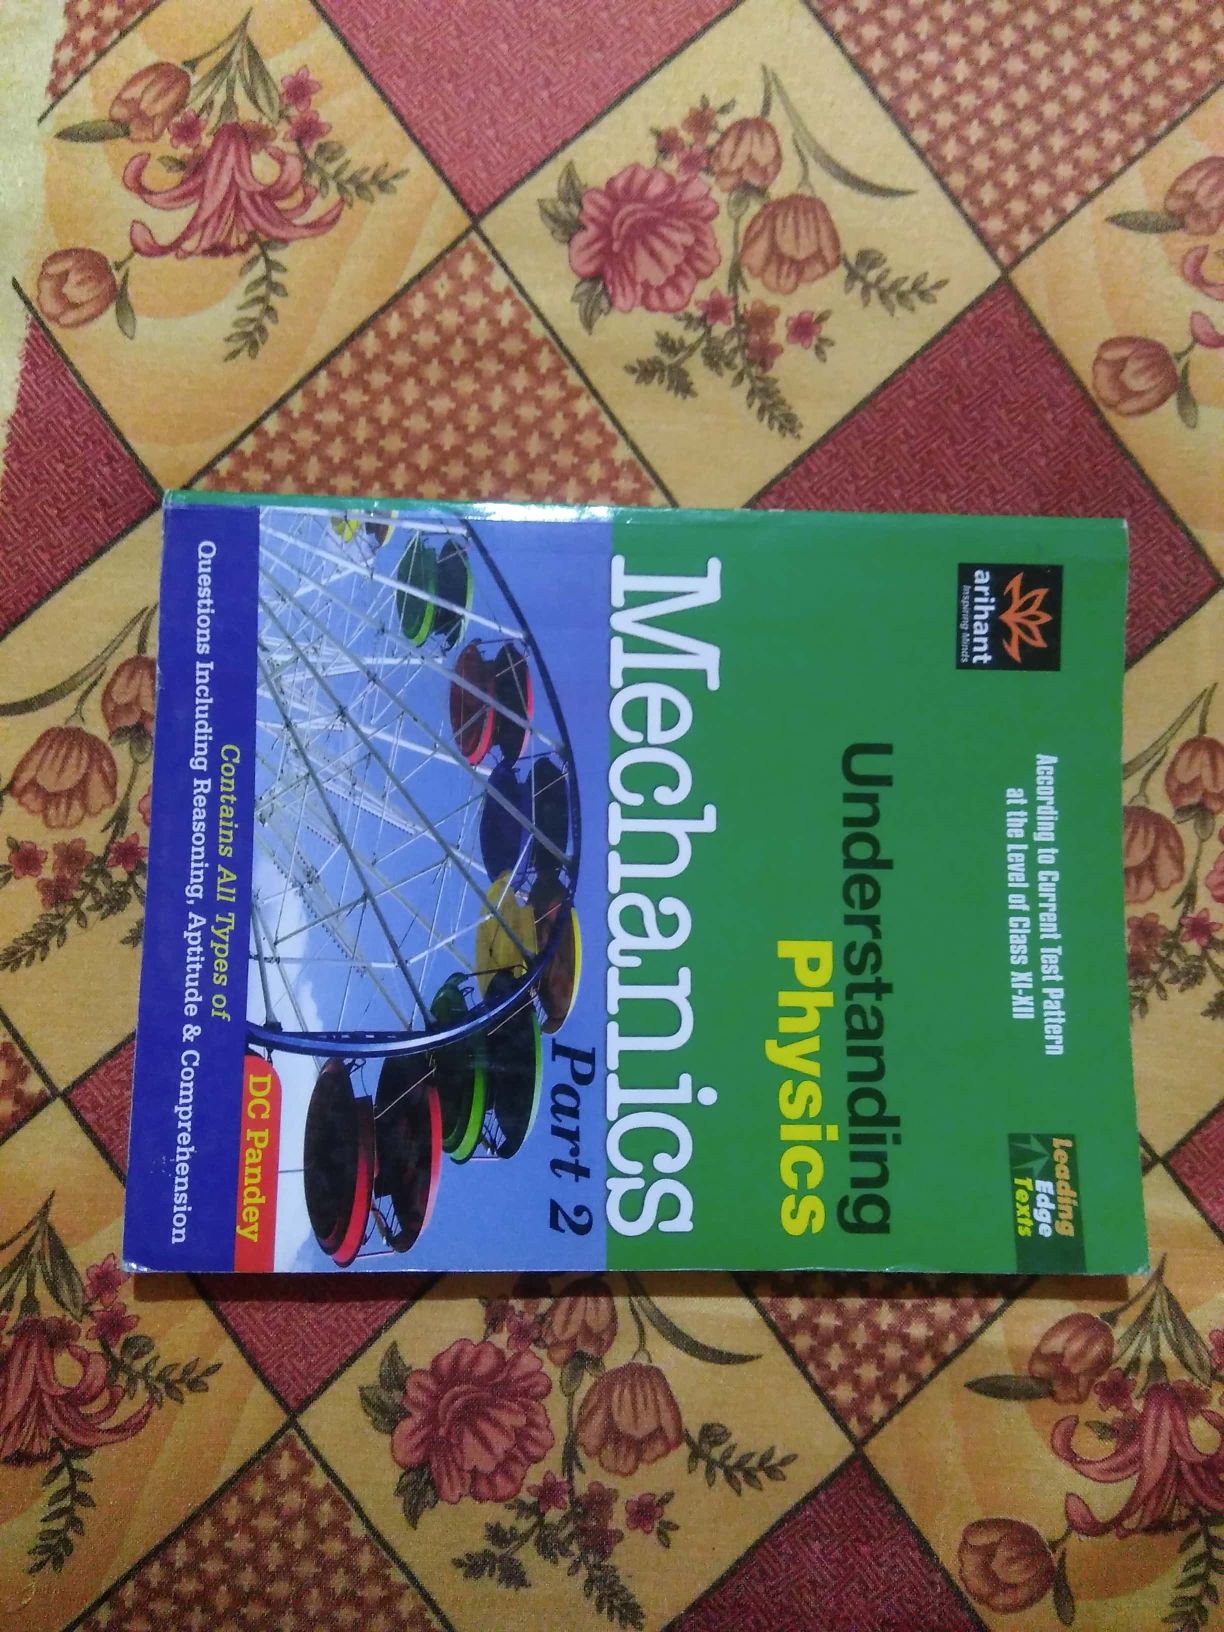 arihant
Inspiring Minds
According to Current Test Pattern
at the Level of Class XI-XII
Leading
Edge
Texts
Understanding
Physics
Mechanics
Part 2
DC Pandey
Contains All Types of
Questions Including Reasoning, Aptitude & Comprehension